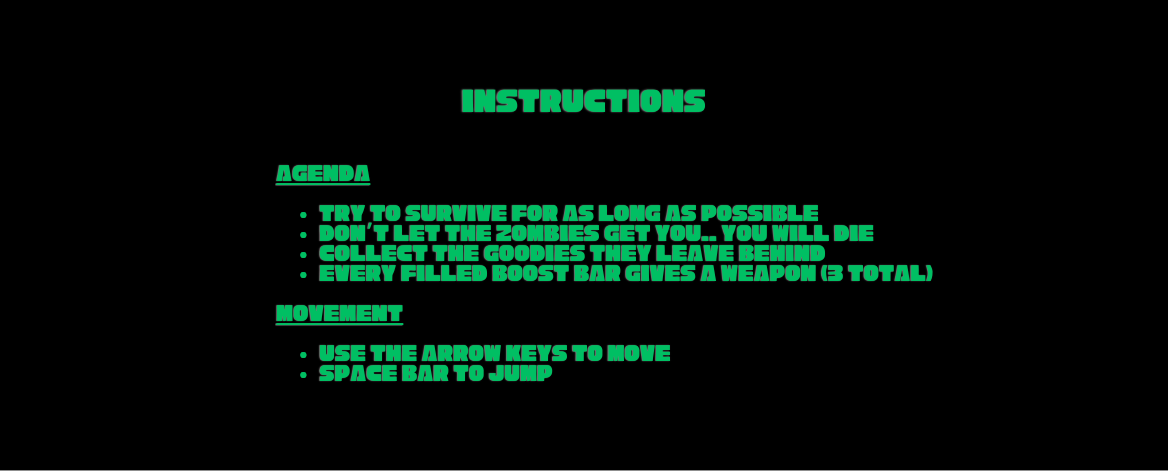 INSTRUCTIONS
AGENDA
TRY TO SURVIVE FOR AS LONG AS POSSIBLE
DON'T LET THE ZOMBIES GET YOU.. YOU WILL DIE
COLLECT THE GOODIES THEY LEAVE BEHIND
EVERY FILLED BOOST BAR GIVES A WEAPON (3 TOTAL)
MOVEMENT
USE THE ARROW KEYS TO MOVE
SPACE BAR TO JUMP